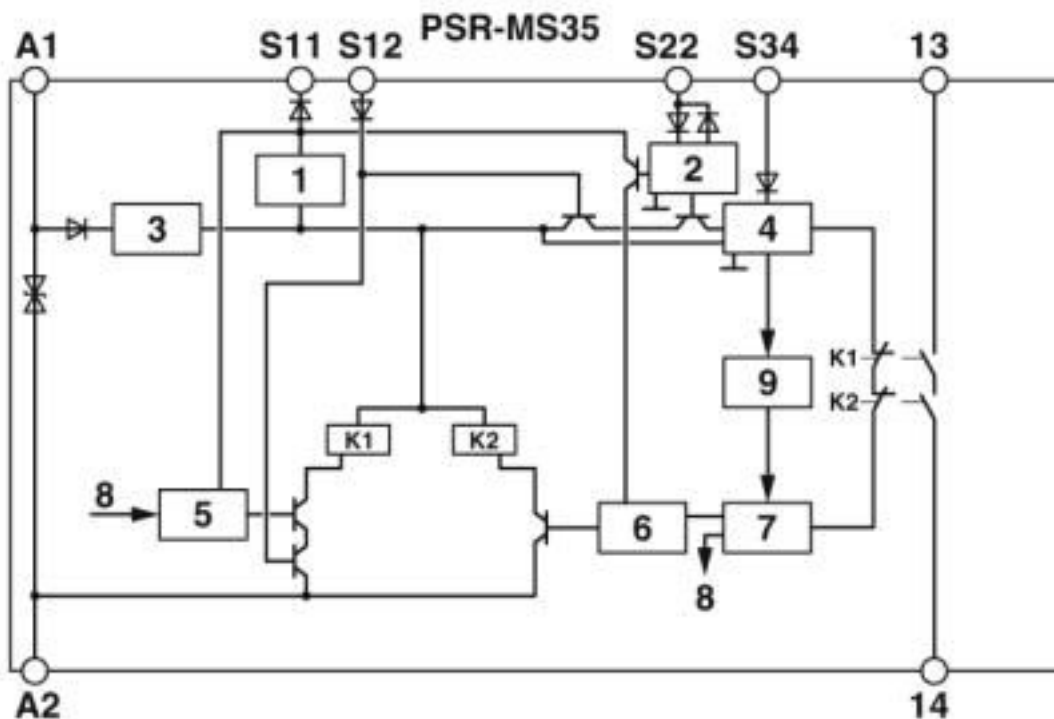 PSR-MS35
A1 S11 S12 S22 S34 13
1 2
3 4
K1 9
K2
K1 K2
8 5 6 7
8
A2 14